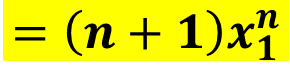 = (n + 1)x₁ⁿ